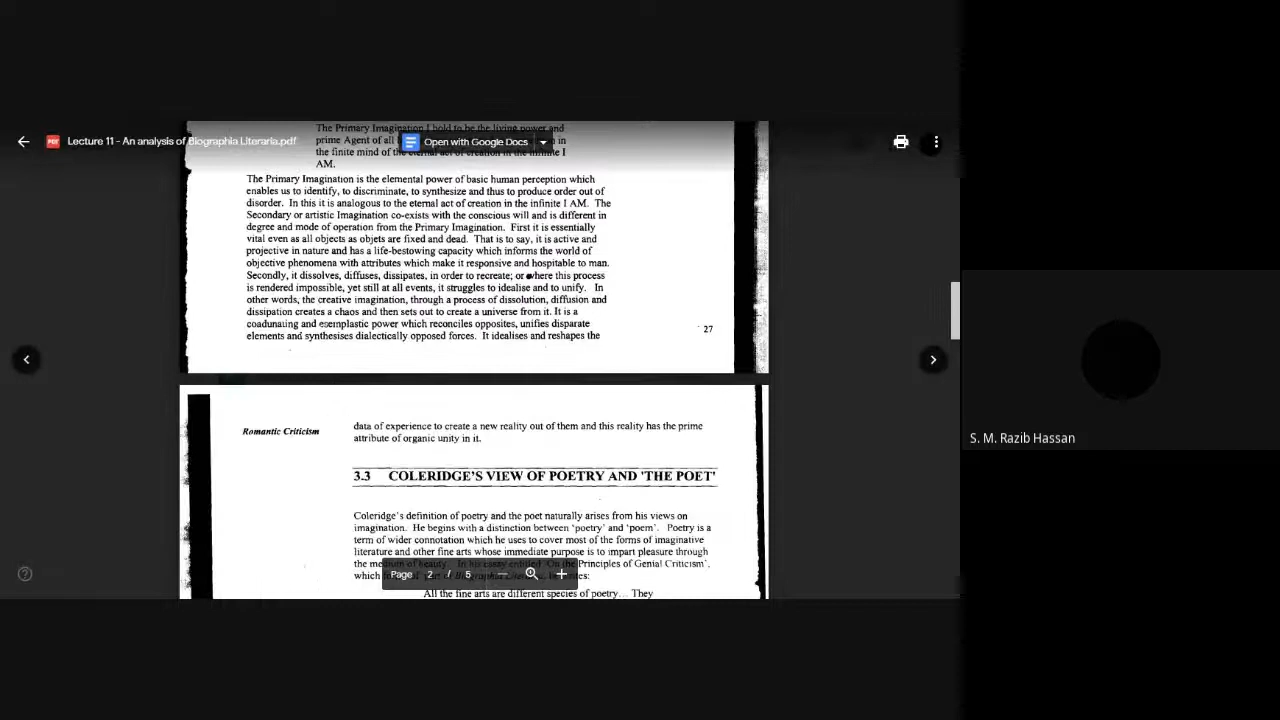 Lecture 11 - An analysis of Biographia Literaria.pdf
Open with Google Docs
The Primary Imagination I hold to be the living power and
prime Agent of all in
the finite mind of the eternal act of creation in the infinite I
AM.
The Primary Imagination is the elemental power of basic human perception which
enables us to identify, to discriminate, to synthesize and thus to produce order out of
disorder. In this it is analogous to the eternal act of creation in the infinite I AM. The
Secondary or artistic Imagination co-exists with the conscious will and is different in
degree and mode of operation from the Primary Imagination. First it is essentially
vital even as all objects as objets are fixed and dead. That is to say, it is active and
projective in nature and has a life-bestowing capacity which informs the world of
objective phenomena with attributes which make it responsive and hospitable to man.
Secondly, it dissolves, diffuses, dissipates, in order to recreate; or where this process
is rendered impossible, yet still at all events, it struggles to idealise and to unify. In
other words, the creative imagination, through a process of dissolution, diffusion and
dissipation creates a chaos and then sets out to create a universe from it. It is a
coadunating and esemplastic power which reconciles opposites, unifies disparate
elements and synthesises dialectically opposed forces. It idealises and reshapes the
27
Romantic Criticism
data of experience to create a new reality out of them and this reality has the prime
attribute of organic unity in it.
3.3 COLERIDGE'S VIEW OF POETRY AND 'THE POET'
Coleridge's definition of poetry and the poet naturally arises from his views on
imagination. He begins with a distinction between 'poetry' and 'poem'. Poetry is a
term of wider connotation which he uses to cover most of the forms of imaginative
literature and other fine arts whose immediate purpose is to impart pleasure through
the medium of beauty. In his essay entitled 'On the Principles of Genial Criticism',
which part of Biographia
All the fine arts are different species of poetry... They
Page 2 / 5
S. M. Razib Hassan